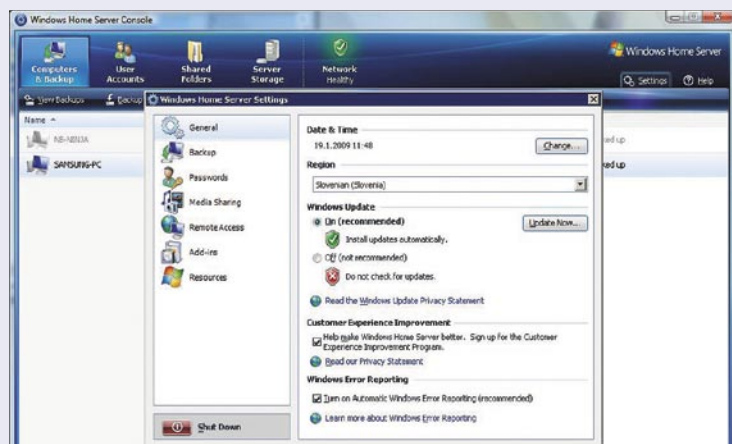 Windows Home Server Console
Computers & Backup
User Accounts
Shared Folders
Server Storage
Network Healthy
Windows Home Server
Settings
Help
View Backups
Backup
Name
SAMSUNG-PC
ked up
Windows Home Server Settings
General
Backup
Passwords
Media Sharing
Remote Access
Add-ins
Resources
Shut Down
Date & Time
19.1.2009 11:48
Change...
Region
Slovenian (Slovenia)
Windows Update
On (recommended)
Update Now...
Install updates automatically.
Off (not recommended)
Do not check for updates.
Read the Windows Update Privacy Statement
Customer Experience Improvement
Help make Windows Home Server better. Sign up for the Customer
Experience Improvement Program.
Read our Privacy Statement
Windows Error Reporting
Turn on Automatic Windows Error Reporting (recommended)
Learn more about Windows Error Reporting